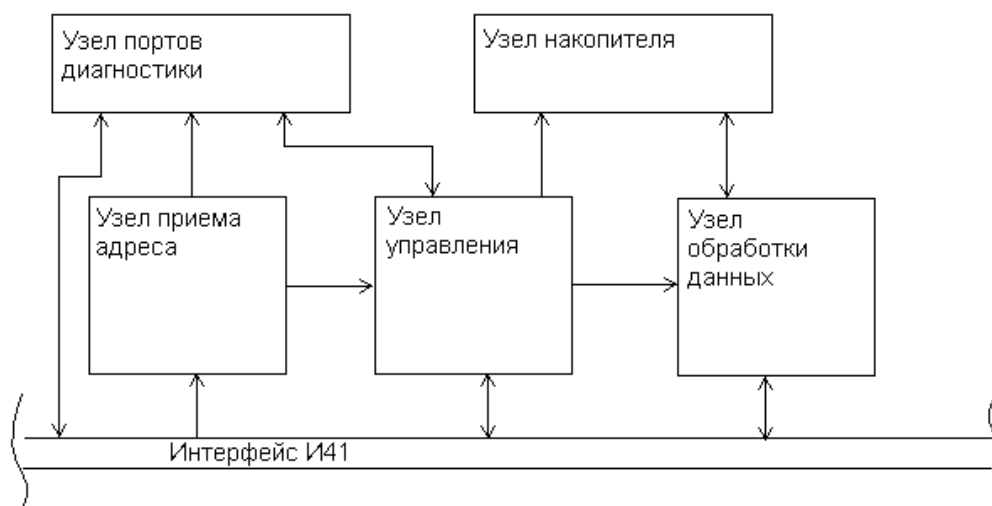 Узел портов
диагностики
Узел накопителя
Узел приема
адреса
Узел
управления
Узел
обработки
данных
Интерфейс И41